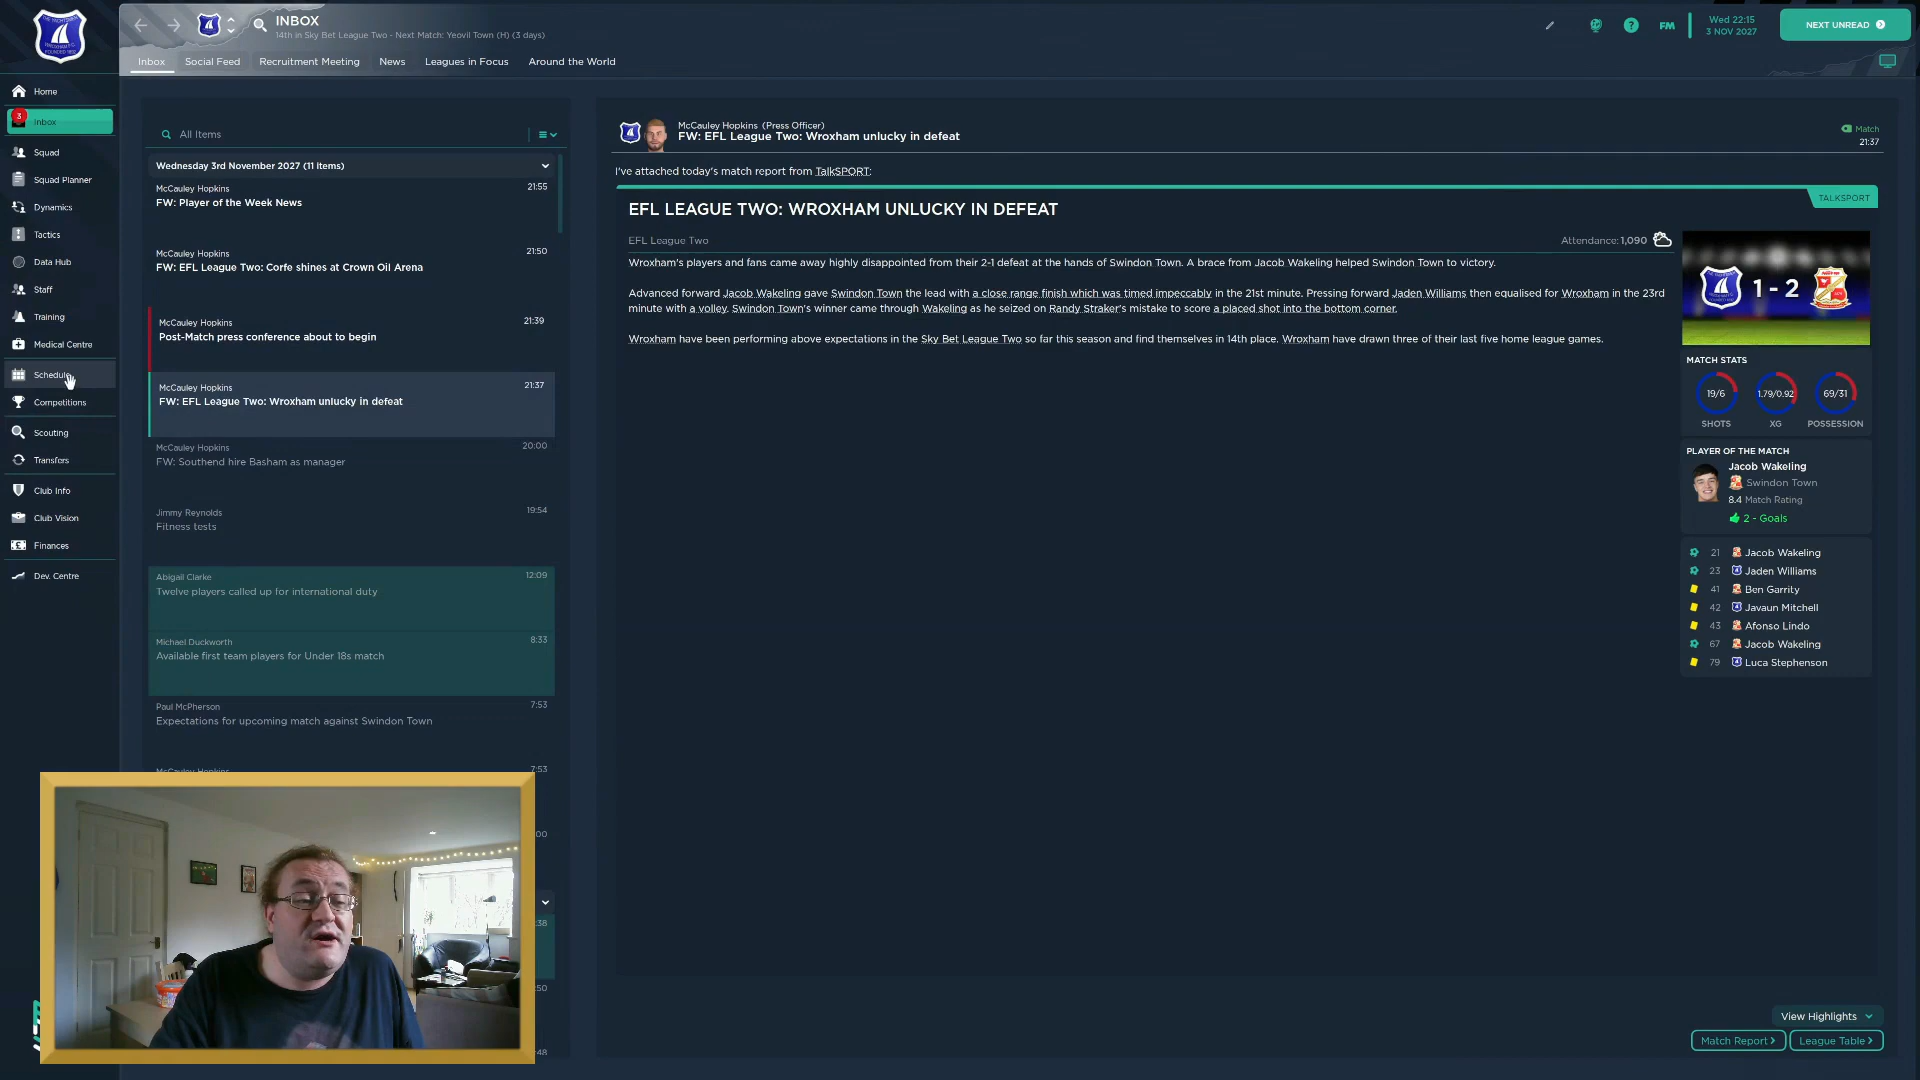 INBOX
14th in Sky Bet League Two - Next Match: Yeovil Town (H) (3 days)
FM
Wed 22:15
3 NOV 2027
NEXT UNREAD
Inbox
Social Feed
Recruitment Meeting
News
Leagues in Focus
Around the World
Home
3
Inbox
Squad
Squad Planner
Dynamics
Tactics
Data Hub
Staff
Training
Medical Centre
Schedule
Competitions
Scouting
Transfers
Club Info
Club Vision
Finances
Dev. Centre
All Items
Wednesday 3rd November 2027 (11 items)
McCauley Hopkins 21:55
FW: Player of the Week News
McCauley Hopkins 21:50
FW: EFL League Two: Corfe shines at Crown Oil Arena
McCauley Hopkins 21:39
Post-Match press conference about to begin
McCauley Hopkins 21:37
FW: EFL League Two: Wroxham unlucky in defeat
McCauley Hopkins 20:00
FW: Southend hire Basham as manager
Jimmy Reynolds 19:54
Fitness tests
Abigail Clarke 12:09
Twelve players called up for international duty
Michael Duckworth 8:33
Available first team players for Under 18s match
Paul McPherson 7:53
Expectations for upcoming match against Swindon Town
McCauley Hopkins 7:53
:00
:38
:50
:48
McCauley Hopkins (Press Officer)
FW: EFL League Two: Wroxham unlucky in defeat
Match
21:37
I've attached today's match report from TalkSPORT:
TALKSPORT
EFL LEAGUE TWO: WROXHAM UNLUCKY IN DEFEAT
EFL League Two
Attendance: 1,090
Wroxham's players and fans came away highly disappointed from their 2-1 defeat at the hands of Swindon Town. A brace from Jacob Wakeling helped Swindon Town to victory.
Advanced forward Jacob Wakeling gave Swindon Town the lead with a close range finish which was timed impeccably in the 21st minute. Pressing forward Jaden Williams then equalised for Wroxham in the 23rd
minute with a volley. Swindon Town's winner came through Wakeling as he seized on Randy Straker's mistake to score a placed shot into the bottom corner.
Wroxham have been performing above expectations in the Sky Bet League Two so far this season and find themselves in 14th place. Wroxham have drawn three of their last five home league games.
1 - 2
MATCH STATS
19/6
1.79/0.92
69/31
SHOTS
XG
POSSESSION
PLAYER OF THE MATCH
Jacob Wakeling
Swindon Town
8.4 Match Rating
2 - Goals
21 Jacob Wakeling
23 Jaden Williams
41 Ben Garrity
42 Javaun Mitchell
43 Afonso Lindo
67 Jacob Wakeling
79 Luca Stephenson
View Highlights
Match Report
League Table